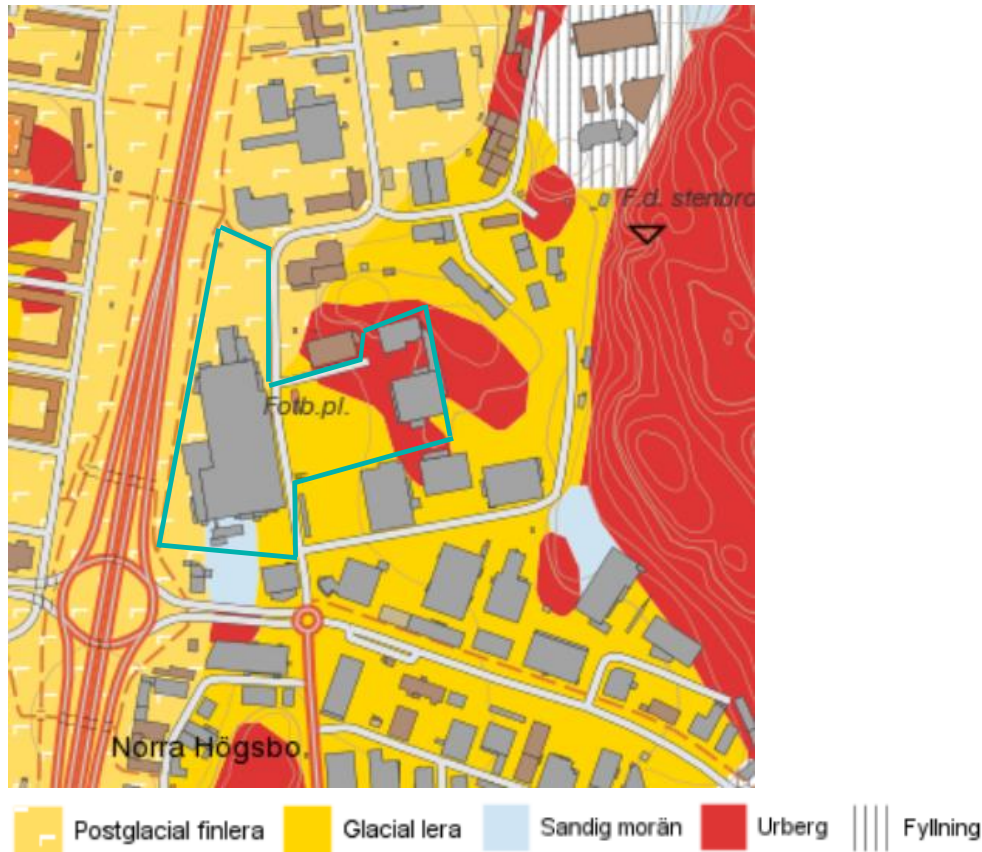 F.d. stenbro
Fotb.pl.
Norra Högsbo
Postglacial finlera
Glacial lera
Sandig morän
Urberg
Fyllning